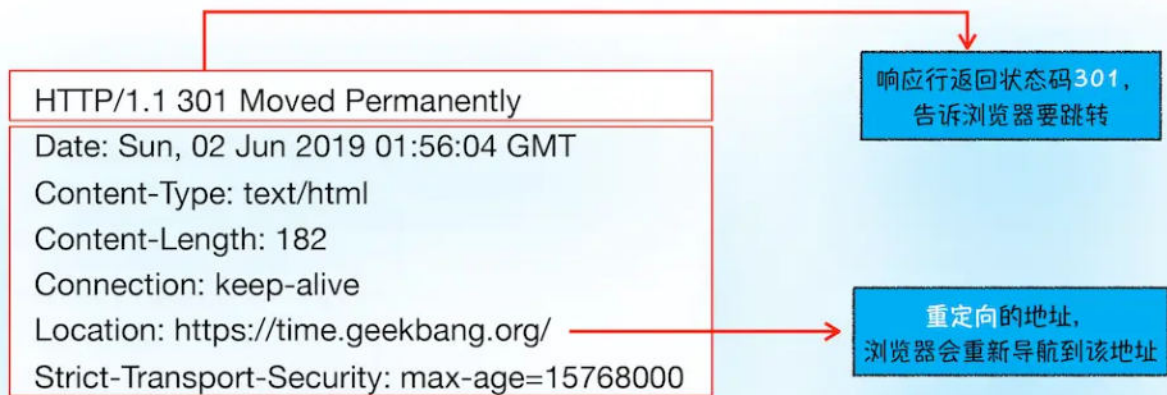 HTTP/1.1 301 Moved Permanently
响应行返回状态码301,
告诉浏览器要跳转
Date: Sun, 02 Jun 2019 01:56:04 GMT
Content-Type: text/html
Content-Length: 182
Connection: keep-alive
Location: https://time.geekbang.org/
Strict-Transport-Security: max-age=15768000
重定向的地址,
浏览器会重新导航到该地址